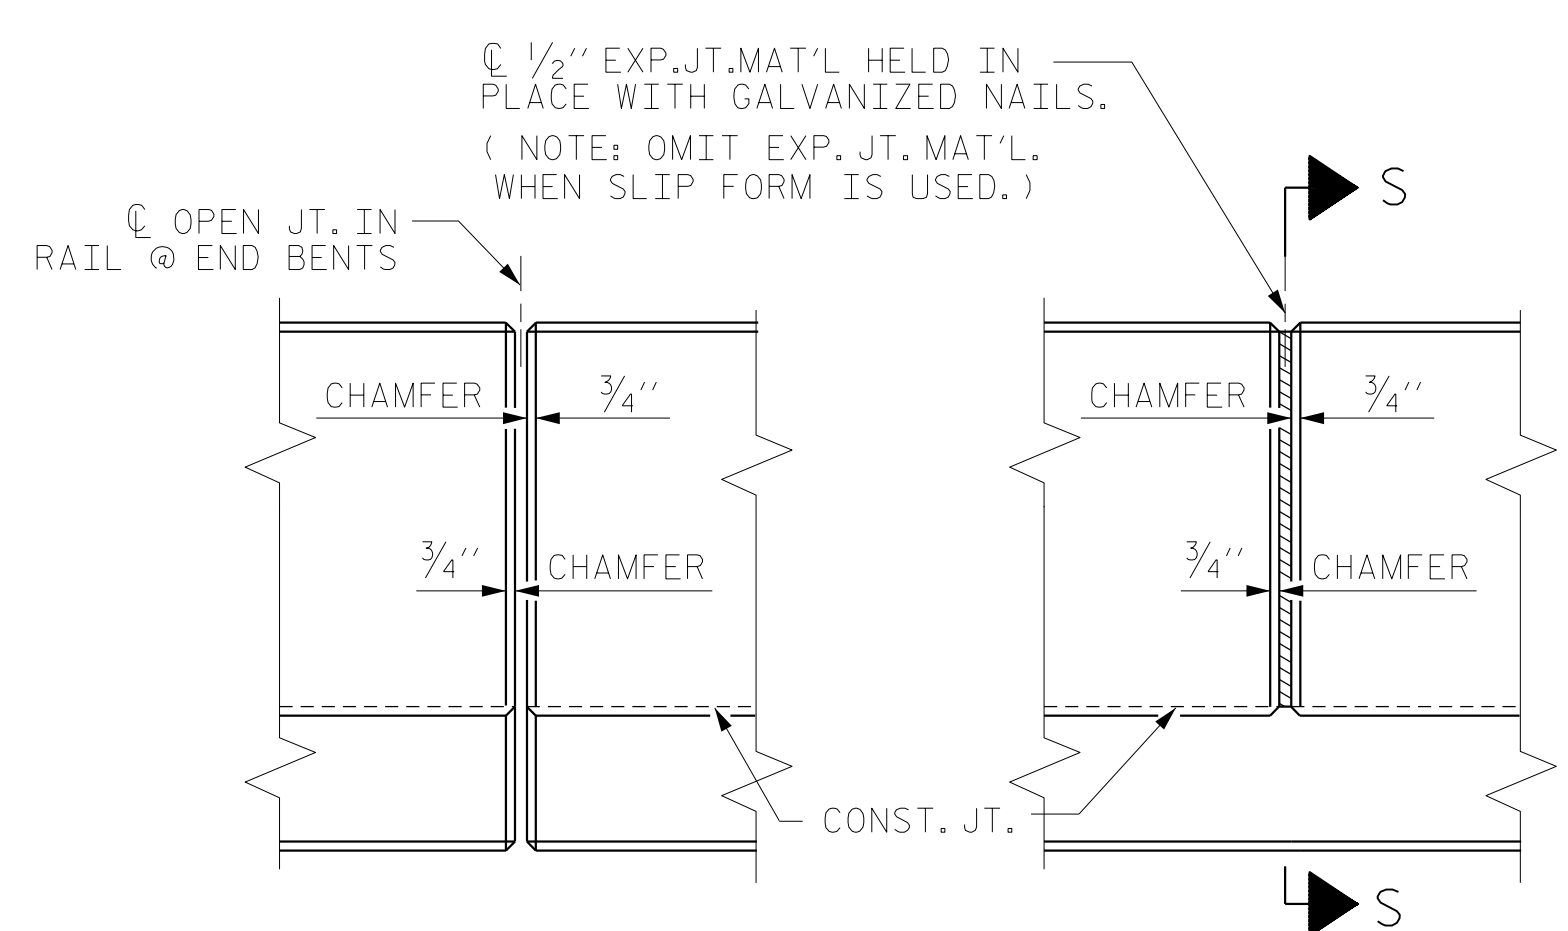 ℄ 1/2″ EXP. JT. MAT'L HELD IN
PLACE WITH GALVANIZED NAILS.
( NOTE: OMIT EXP. JT. MAT'L.
WHEN SLIP FORM IS USED. )
S
℄ OPEN JT. IN
RAIL @ END BENTS
CHAMFER 3/4″
CHAMFER 3/4″
3/4″ CHAMFER
3/4″ CHAMFER
CONST. JT.
S